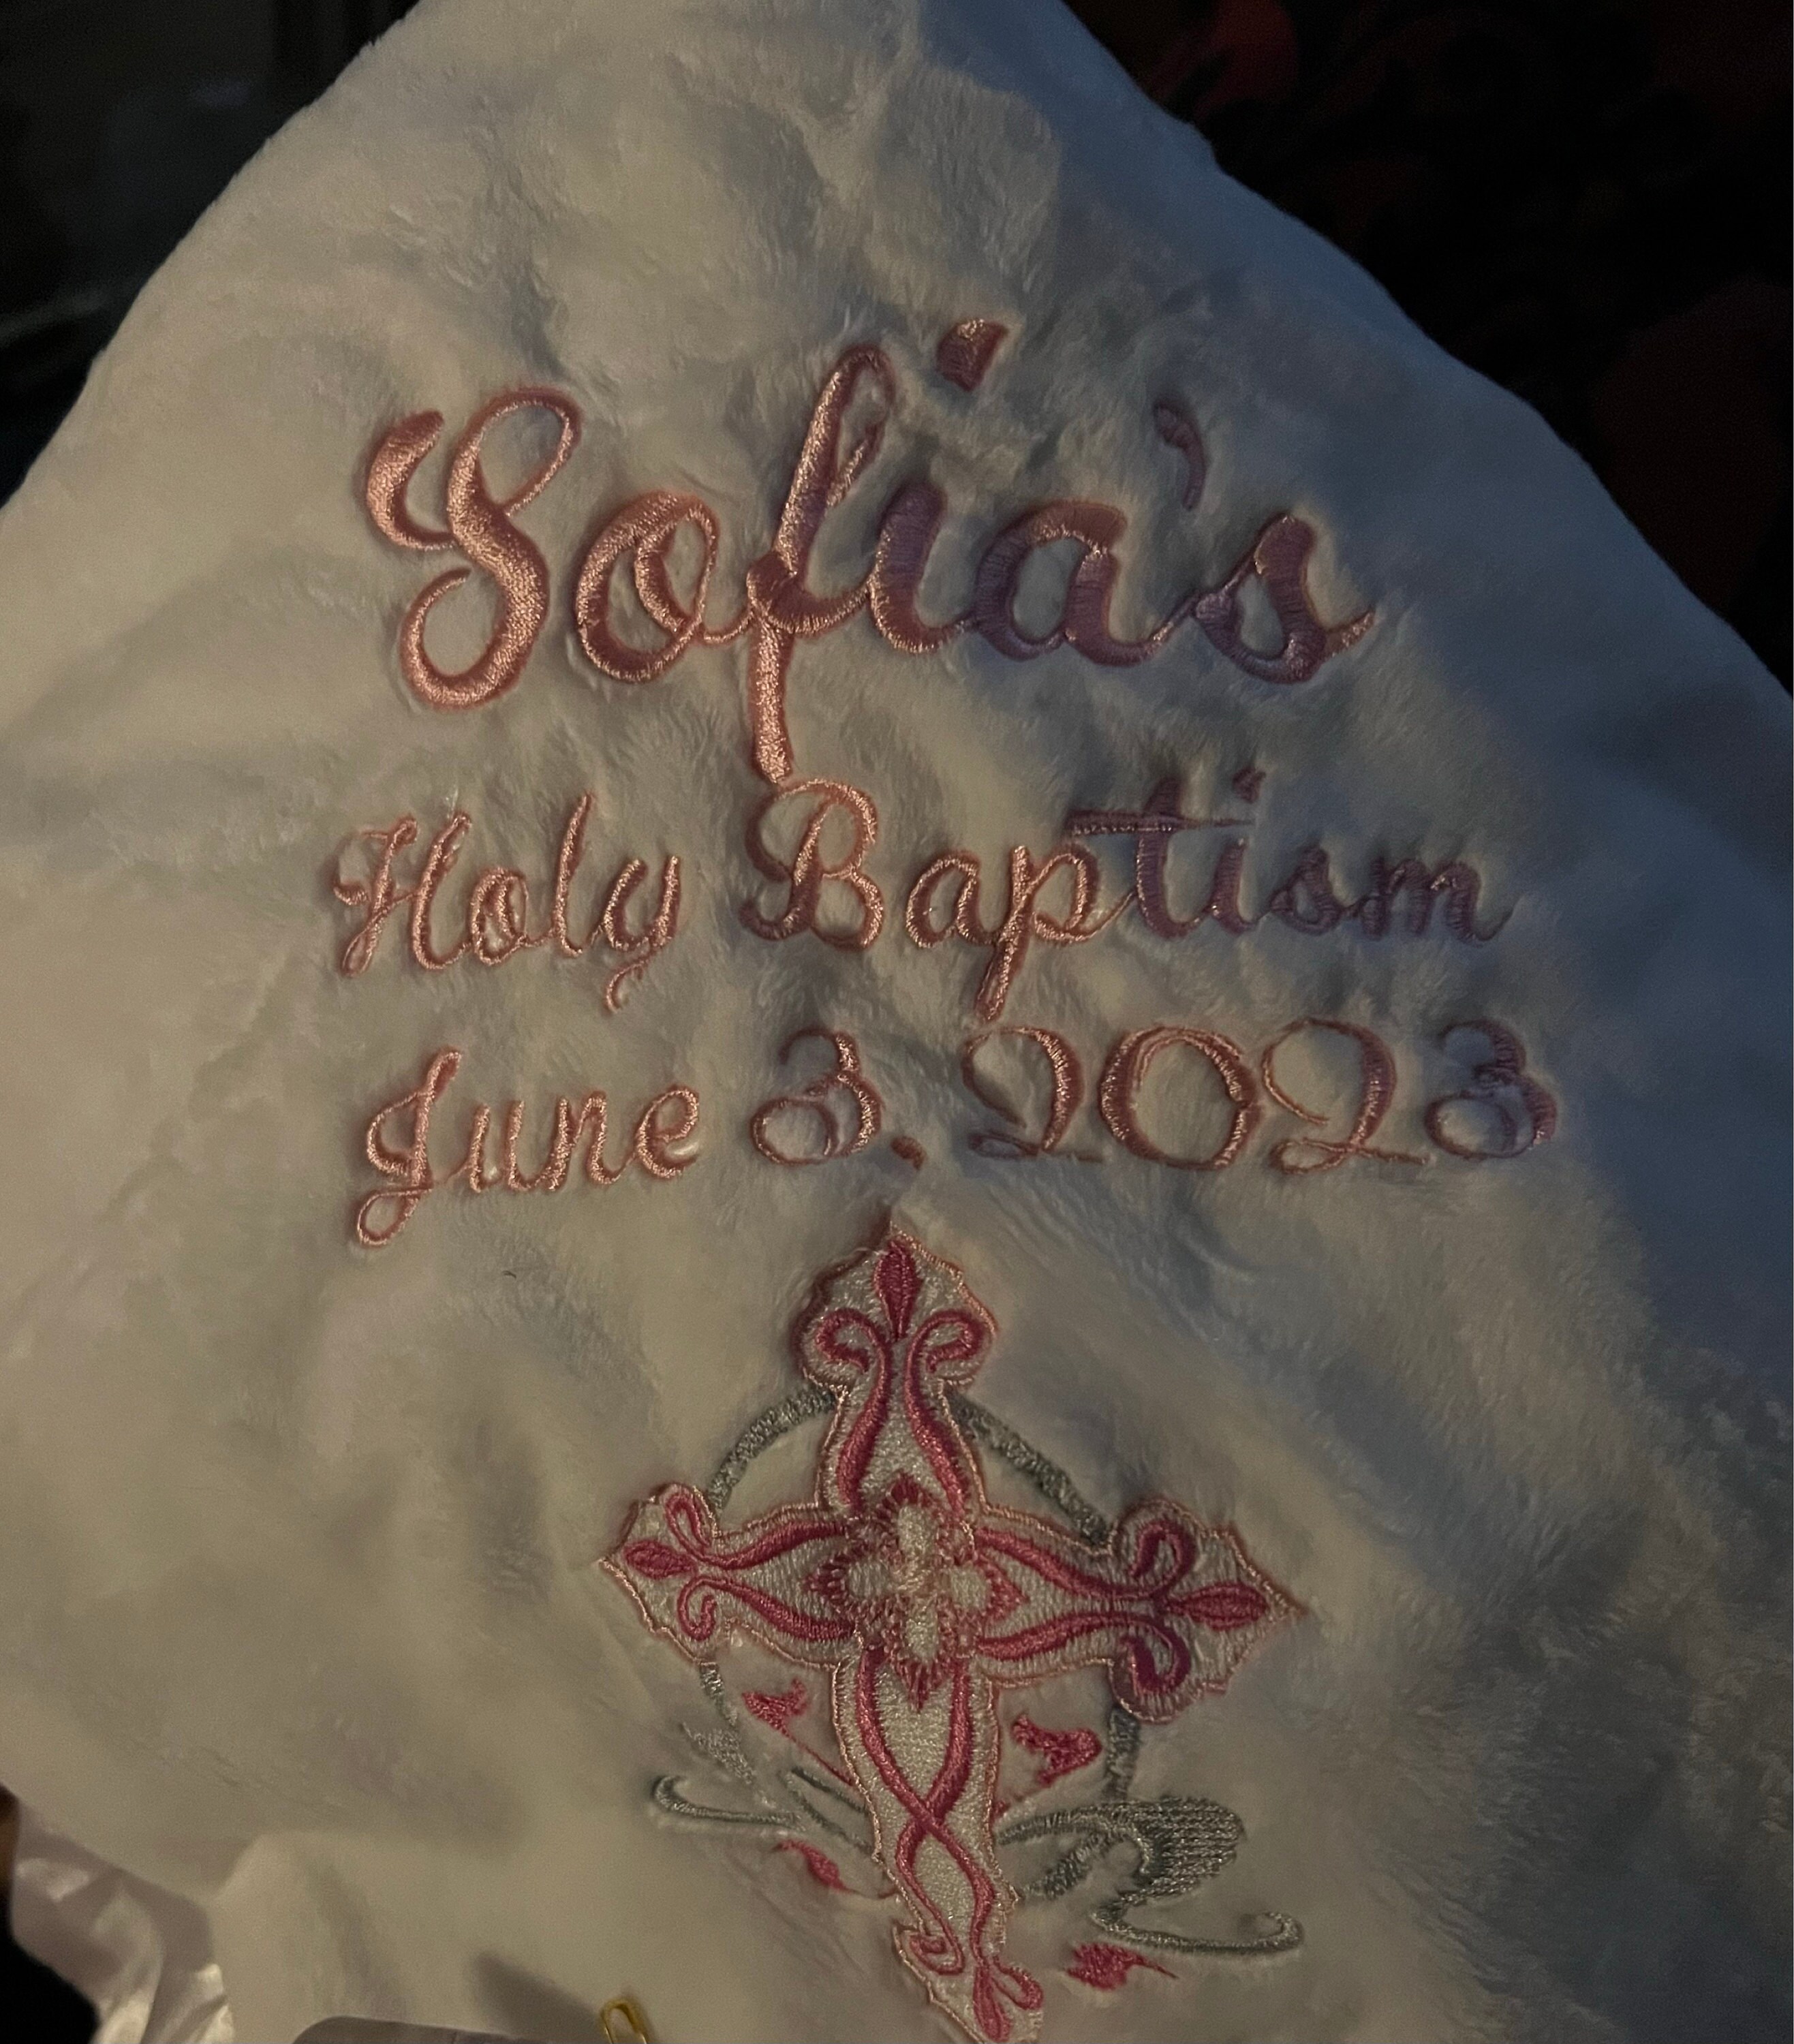 Sofia's
Holy Baptism
June 3, 2023